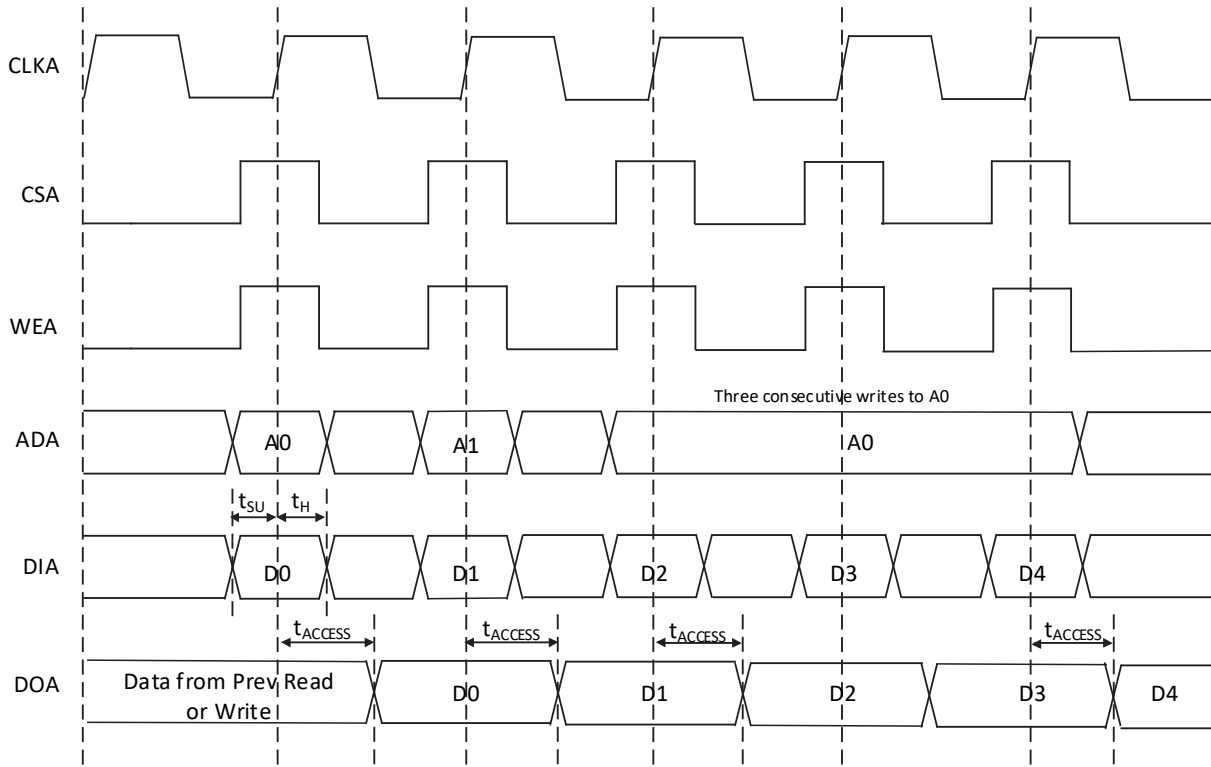 CLKA
CSA
WEA
Three consecutive writes to A0
ADA
A0
A1
A0
tSU
tH
DIA
D0
D1
D2
D3
D4
tACCESS
tACCESS
tACCESS
tACCESS
DOA
Data from Prev Read
or Write
D0
D1
D2
D3
D4